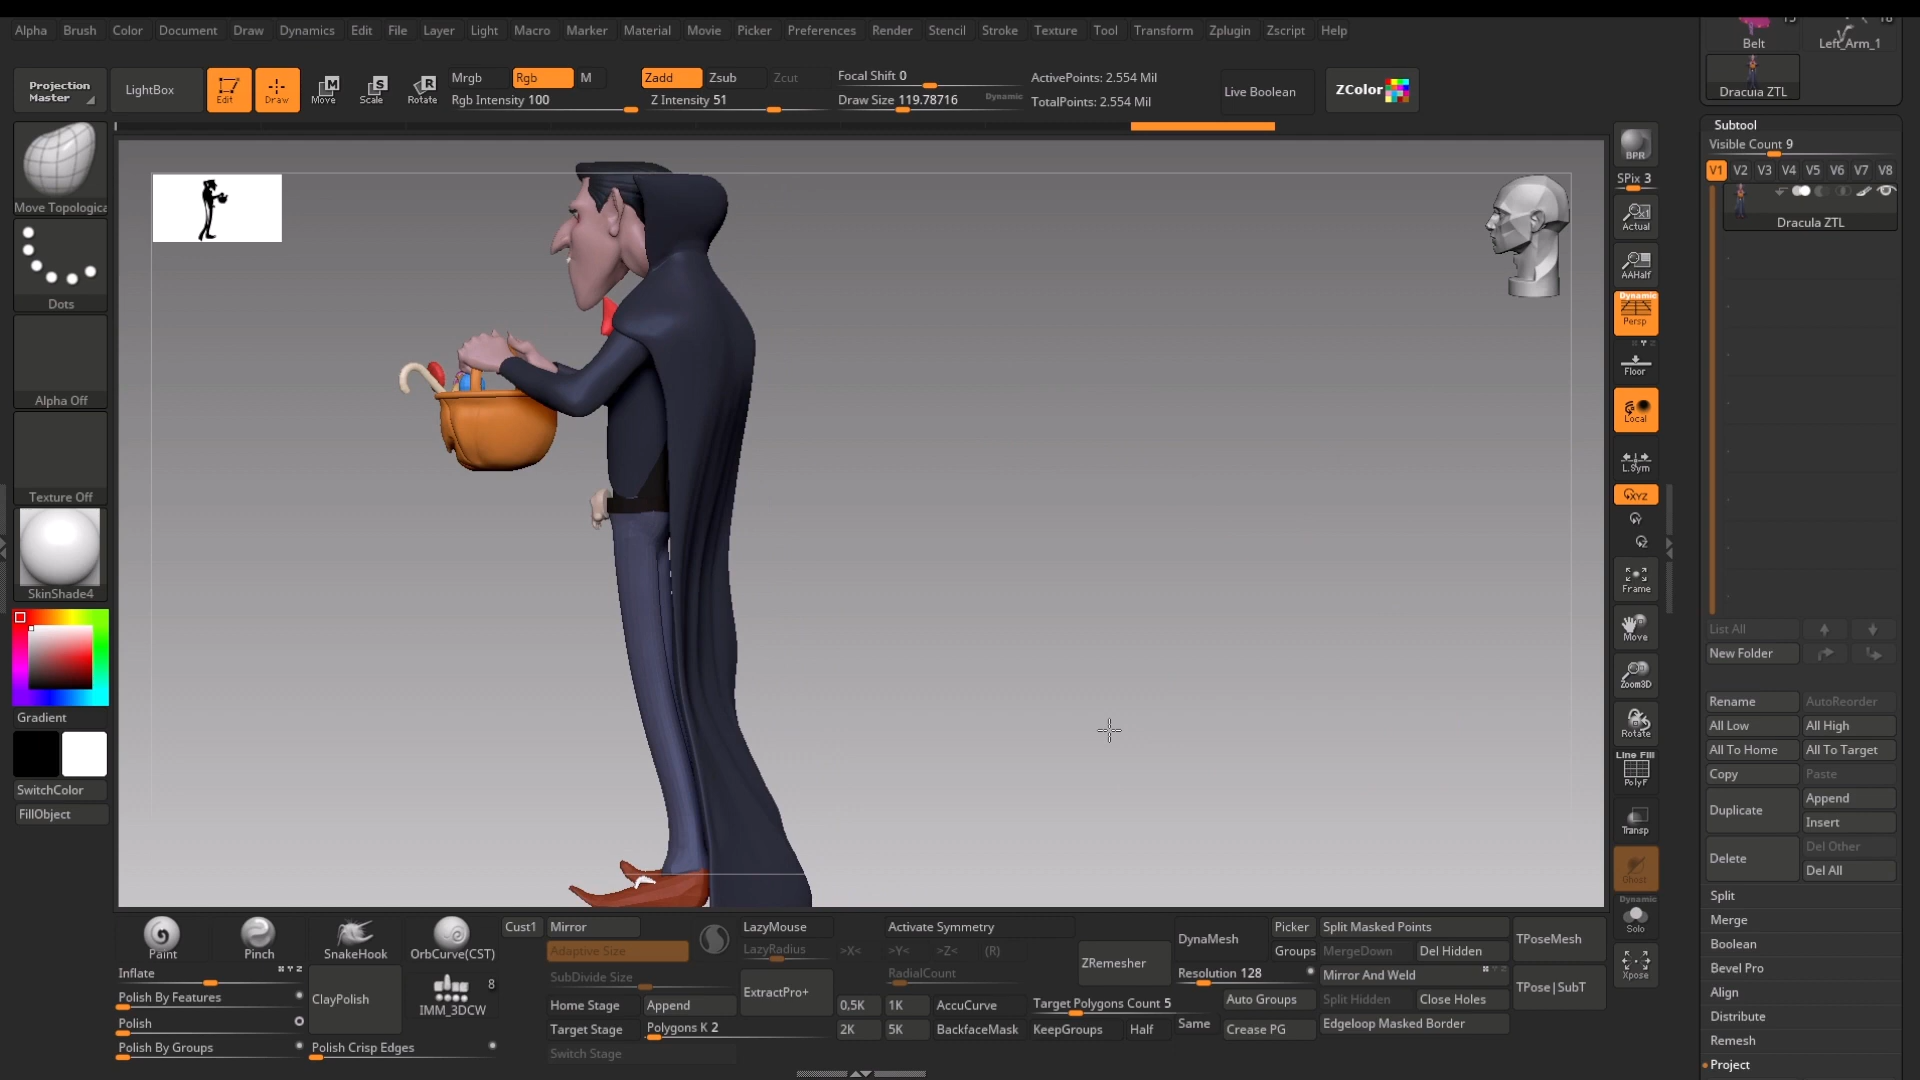 Alpha Brush Color Document Draw Dynamics Edit File Layer Light Macro Marker Material Movie Picker Preferences Render Stencil Stroke Texture Tool Transform Zplugin Zscript Help
Projection Master
LightBox
Edit
Draw
Move
Scale
Rotate
Mrgb Rgb M
Rgb Intensity 100
Zadd Zsub Zcut
Z Intensity 51
Focal Shift 0
Draw Size 119.78716
Dynamic
ActivePoints: 2.554 Mil
TotalPoints: 2.554 Mil
Live Boolean
ZColor
Move Topologica
Dots
Alpha Off
Texture Off
SkinShade4
Gradient
SwitchColor
FillObject
BPR
SPix 3
Actual
AAHalf
Dynamic
Persp
Floor
Local
L.Sym
XYZ
Frame
Move
Zoom3D
Rotate
Line Fill
PolyF
Transp
Ghost
Dynamic
Solo
Xpose
Belt
Left_Arm_1
Dracula ZTL
Subtool
Visible Count 9
V1 V2 V3 V4 V5 V6 V7 V8
Dracula ZTL
List All
New Folder
Rename AutoReorder
All Low All High
All To Home All To Target
Copy Paste
Duplicate
Append
Insert
Delete
Del Other
Del All
Split
Merge
Boolean
Bevel Pro
Align
Distribute
Remesh
Project
Paint
Pinch
SnakeHook
OrbCurve(CST)
Inflate
Polish By Features
Polish
Polish By Groups
ClayPolish
IMM_3DCW
8
Polish Crisp Edges
Cust1
Mirror
Adaptive Size
SubDivide Size
Home Stage
Append
Target Stage
Polygons K 2
Switch Stage
LazyMouse
LazyRadius
ExtractPro+
Activate Symmetry
>X< >Y< >Z< (R)
RadialCount
0,5K 1K AccuCurve
2K 5K BackfaceMask
ZRemesher
Target Polygons Count 5
KeepGroups Half Same
DynaMesh
Resolution 128
Picker
Groups
Auto Groups
Crease PG
Split Masked Points
MergeDown Del Hidden
Mirror And Weld
Split Hidden Close Holes
Edgeloop Masked Border
TPoseMesh
TPose|SubT